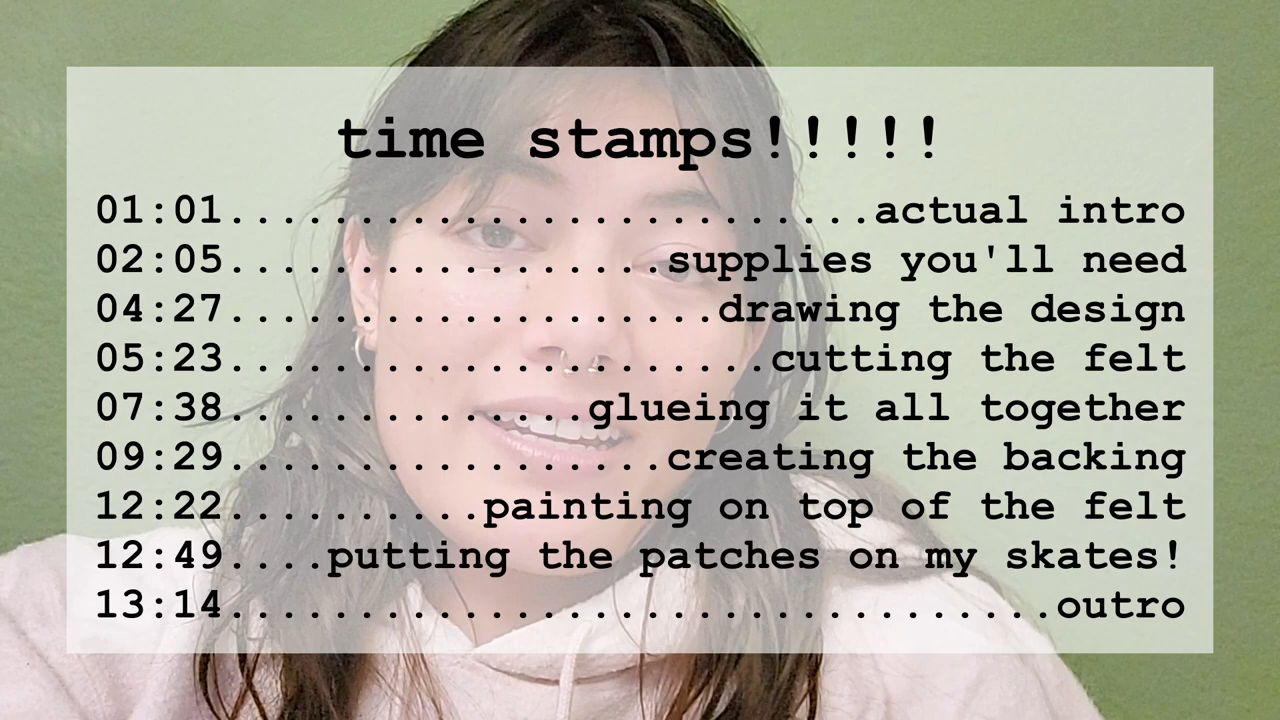 time stamps!!!!!
01:01.........................actual intro
02:05.................supplies you'll need
04:27...................drawing the design
05:23.....................cutting the felt
07:38..............glueing it all together
09:29.................creating the backing
12:22..........painting on top of the felt
12:49....putting the patches on my skates!
13:14................................outro